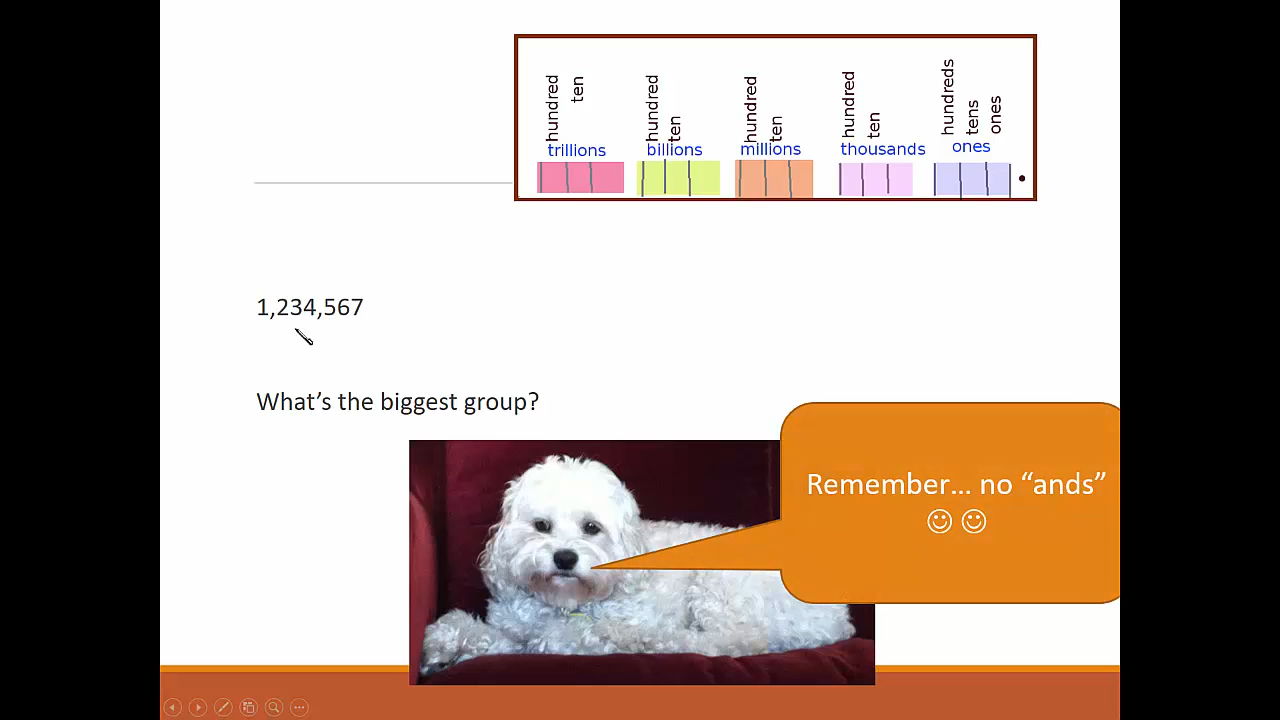 hundred ten hundred ten hundred ten hundred ten hundreds tens ones
trillions billions millions thousands ones
1,234,567
What’s the biggest group?
Remember... no “ands”
☺ ☺